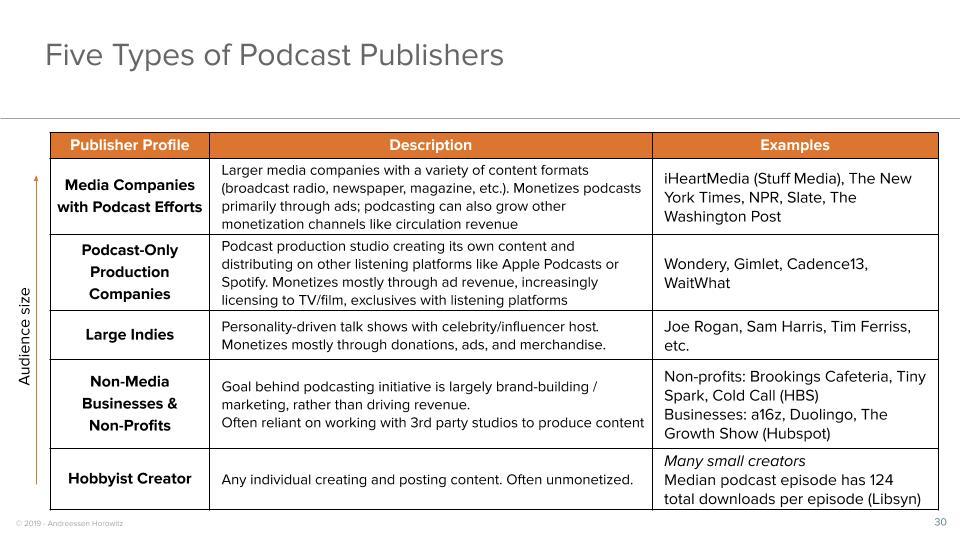 Five Types of Podcast Publishers
Publisher Profile
Description
Examples
Audience size
Media Companies
with Podcast Efforts
Larger media companies with a variety of content formats
(broadcast radio, newspaper, magazine, etc.). Monetizes podcasts
primarily through ads; podcasting can also grow other
monetization channels like circulation revenue
iHeartMedia (Stuff Media), The New
York Times, NPR, Slate, The
Washington Post
Podcast-Only
Production
Companies
Podcast production studio creating its own content and
distributing on other listening platforms like Apple Podcasts or
Spotify. Monetizes mostly through ad revenue, increasingly
licensing to TV/film, exclusives with listening platforms
Wondery, Gimlet, Cadence13,
WaitWhat
Large Indies
Personality-driven talk shows with celebrity/influencer host.
Monetizes mostly through donations, ads, and merchandise.
Joe Rogan, Sam Harris, Tim Ferriss,
etc.
Non-Media
Businesses &
Non-Profits
Goal behind podcasting initiative is largely brand-building /
marketing, rather than driving revenue.
Often reliant on working with 3rd party studios to produce content
Non-profits: Brookings Cafeteria, Tiny
Spark, Cold Call (HBS)
Businesses: a16z, Duolingo, The
Growth Show (Hubspot)
Hobbyist Creator
Any individual creating and posting content. Often unmonetized.
Many small creators
Median podcast episode has 124
total downloads per episode (Libsyn)
© 2019 - Andreessen Horowitz
30